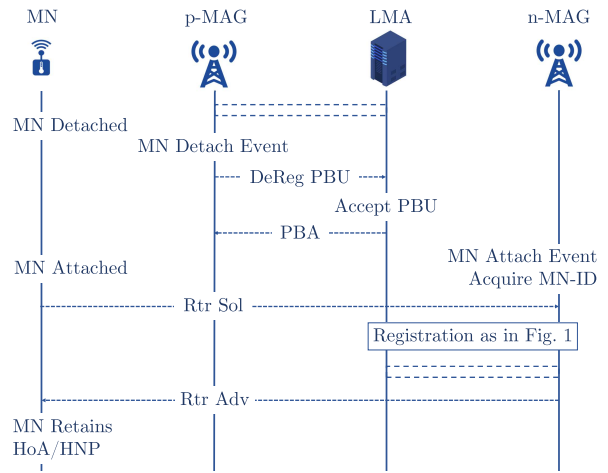 MN
p-MAG
LMA
n-MAG
MN Detached
MN Detach Event
DeReg PBU
Accept PBU
PBA
MN Attach Event
Acquire MN-ID
MN Attached
Rtr Sol
Registration as in Fig. 1
Rtr Adv
MN Retains
HoA/HNP